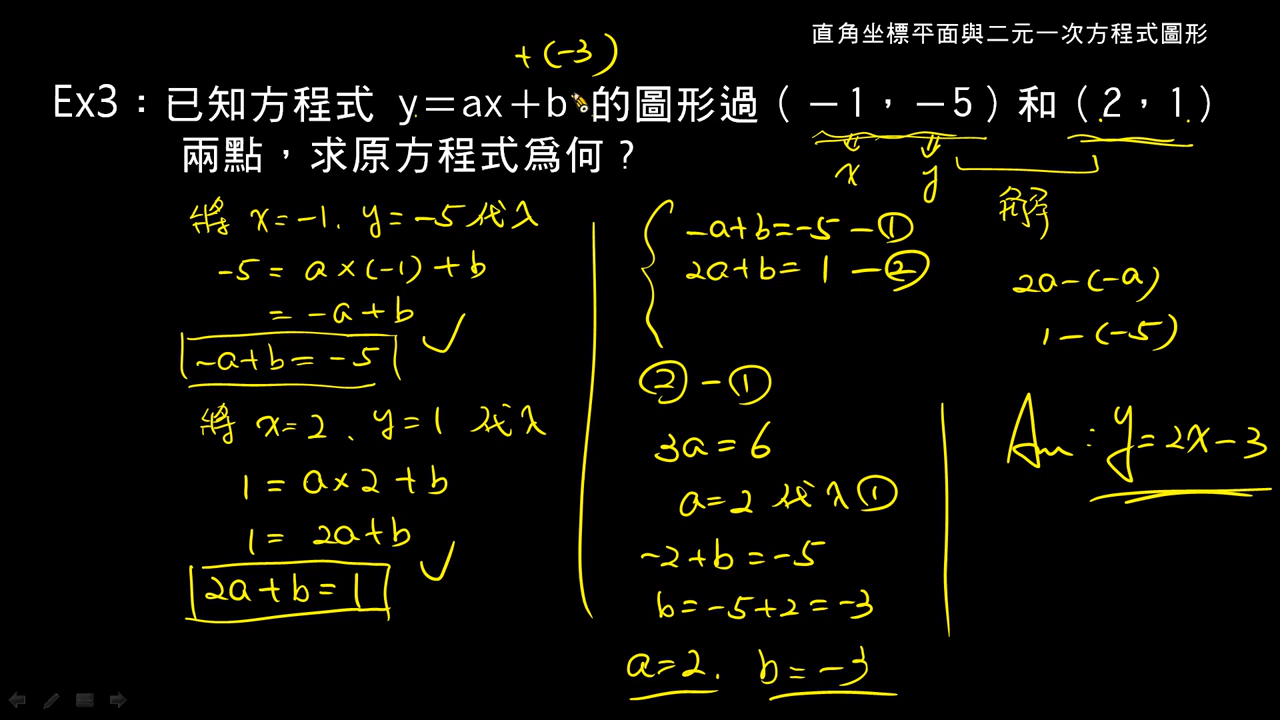 直角坐標平面與二元一次方程式圖形
+(-3)
Ex3：已知方程式 y＝ax＋b 的圖形過（－1，－5）和（2，1）
兩點，求原方程式為何？
x y
解
將 x=-1、y=-5代入
-5 = a×(-1)+b
= -a+b
-a+b=-5
將 x=2、y=1 代入
1 = a×2+b
1 = 2a+b
2a+b=1
-a+b=-5-①
2a+b=1-②
②-①
3a=6
a=2 代入①
-2+b=-5
b=-5+2=-3
a=2. b=-3
2a-(-a)
1-(-5)
An:y=2x-3